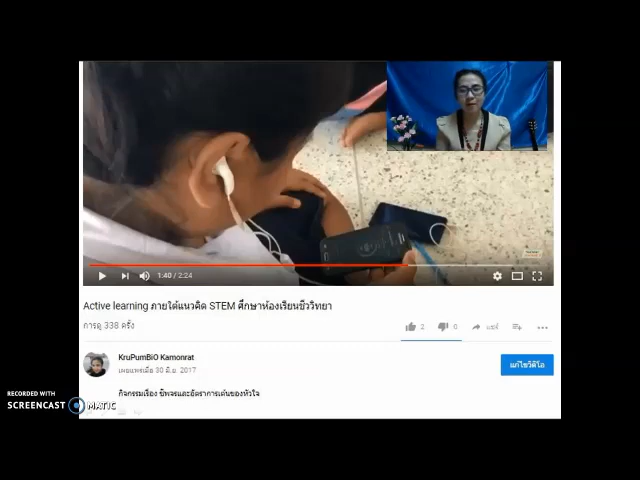 1:40 / 2:24
Active learning ภายใต้แนวคิด STEM ศึกษาห้องเรียนชีววิทยา
การดู 338 ครั้ง
2
0
แชร์
KruPumBiO Kamonrat
เผยแพร่เมื่อ 30 มิ.ย. 2017
แก้ไขวิดีโอ
กิจกรรมเรื่อง ชีพจรและอัตราการเต้นของหัวใจ
RECORDED WITH
SCREENCAST MATIC